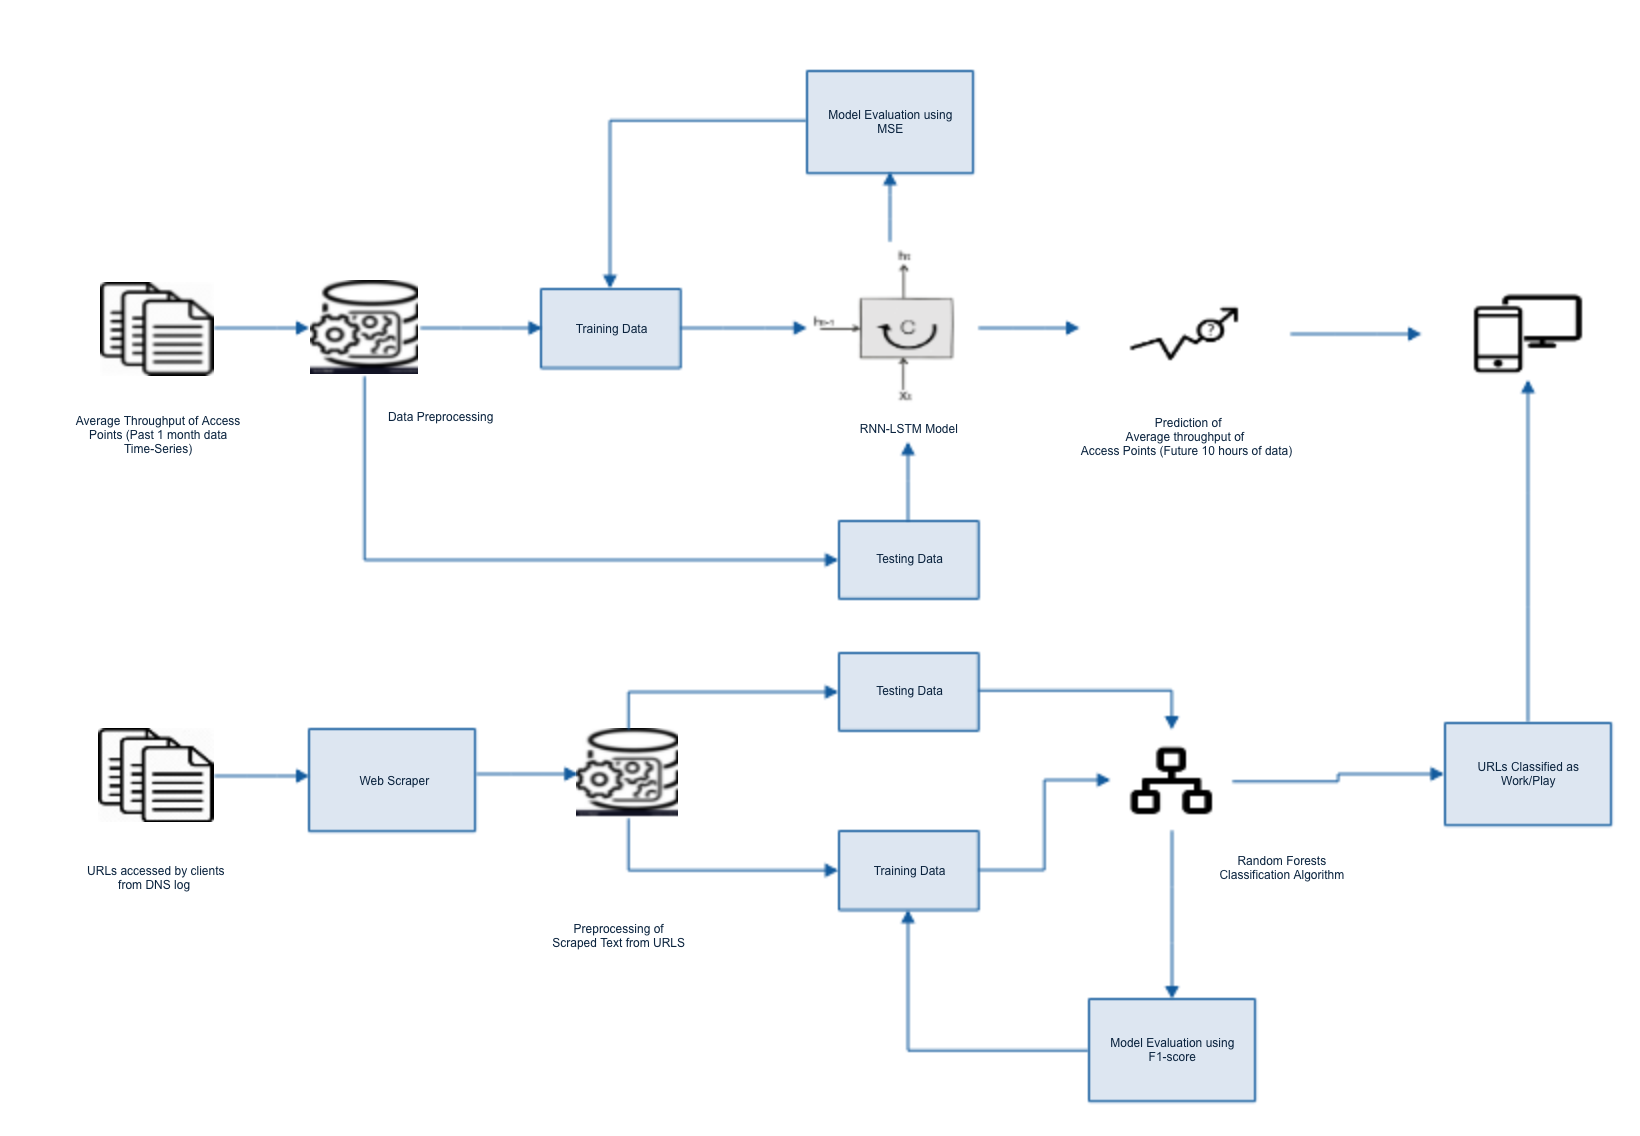 Model Evaluation using
MSE
hₜ
hₜ₋₁
C
?
Training Data
Xₜ
Average Throughput of Access
Points (Past 1 month data
Time-Series)
Data Preprocessing
RNN-LSTM Model
Prediction of
Average throughput of
Access Points (Future 10 hours of data)
Testing Data
Testing Data
Web Scraper
URLs Classified as
Work/Play
URLs accessed by clients
from DNS log
Training Data
Random Forests
Classification Algorithm
Preprocessing of
Scraped Text from URLS
Model Evaluation using
F1-score